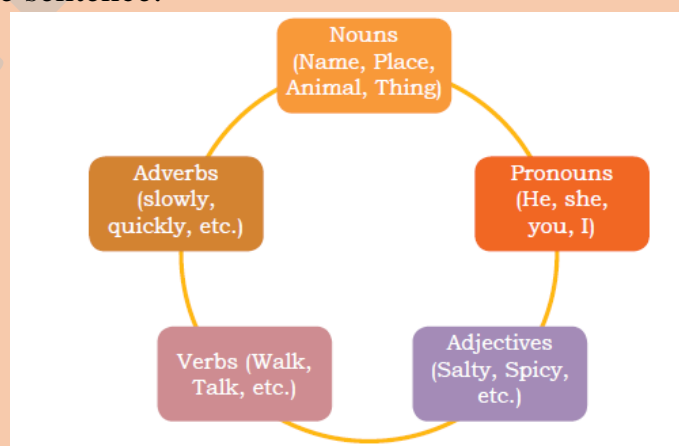 sentence.
Nouns
(Name, Place,
Animal, Thing)
Pronouns
(He, she,
you, I)
Adjectives
(Salty, Spicy,
etc.)
Verbs (Walk,
Talk, etc.)
Adverbs
(slowly,
quickly, etc.)